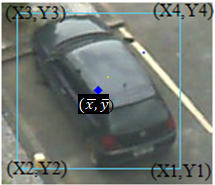 (X3,Y3) (X4,Y4)
(x̅, y̅)
(X2,Y2) (X1,Y1)